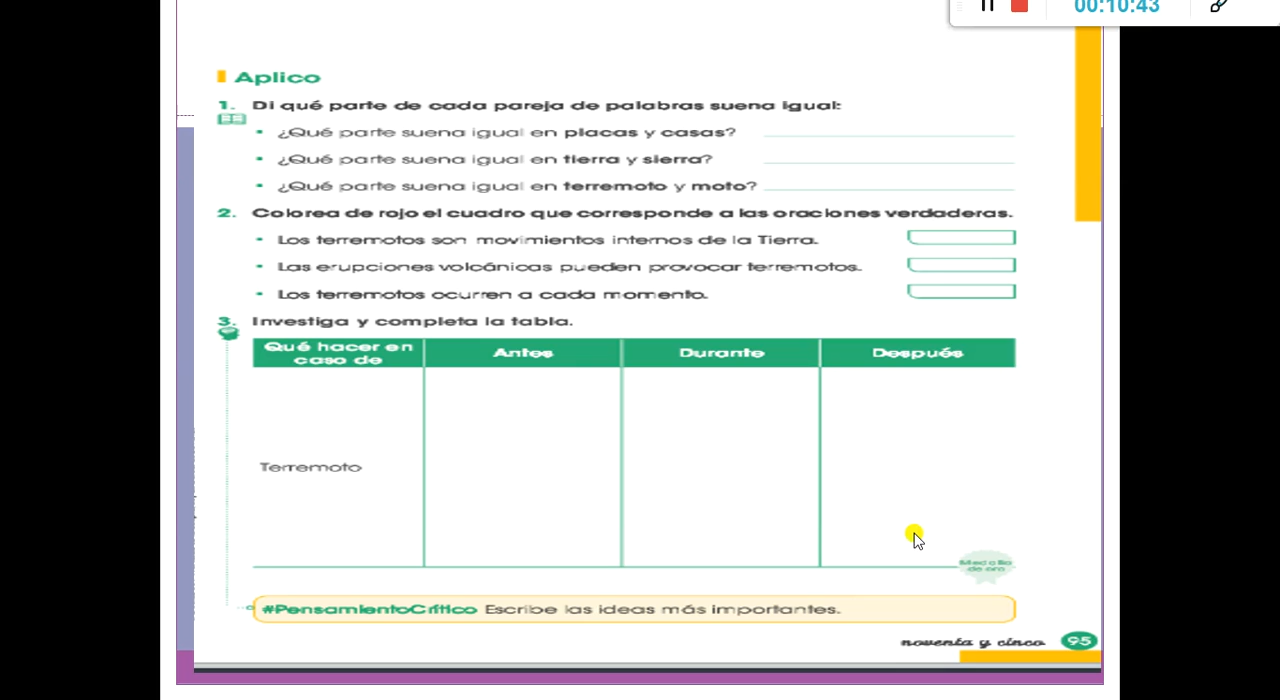 00:10:43
Aplico
1. Di qué parte de cada pareja de palabras suena igual:
• ¿Qué parte suena igual en placas y casas?
• ¿Qué parte suena igual en tierra y sierra?
• ¿Qué parte suena igual en terremoto y moto?
2. Colorea de rojo el cuadro que corresponde a las oraciones verdaderas.
• Los terremotos son movimientos internos de la Tierra.
• Las erupciones volcánicas pueden provocar terremotos.
• Los terremotos ocurren a cada momento.
3. Investiga y completa la tabla.
Qué hacer en caso de
Antes
Durante
Después
Terremoto
Medalla
de oro
#PensamientoCrítico Escribe las ideas más importantes.
noventa y cinco 95